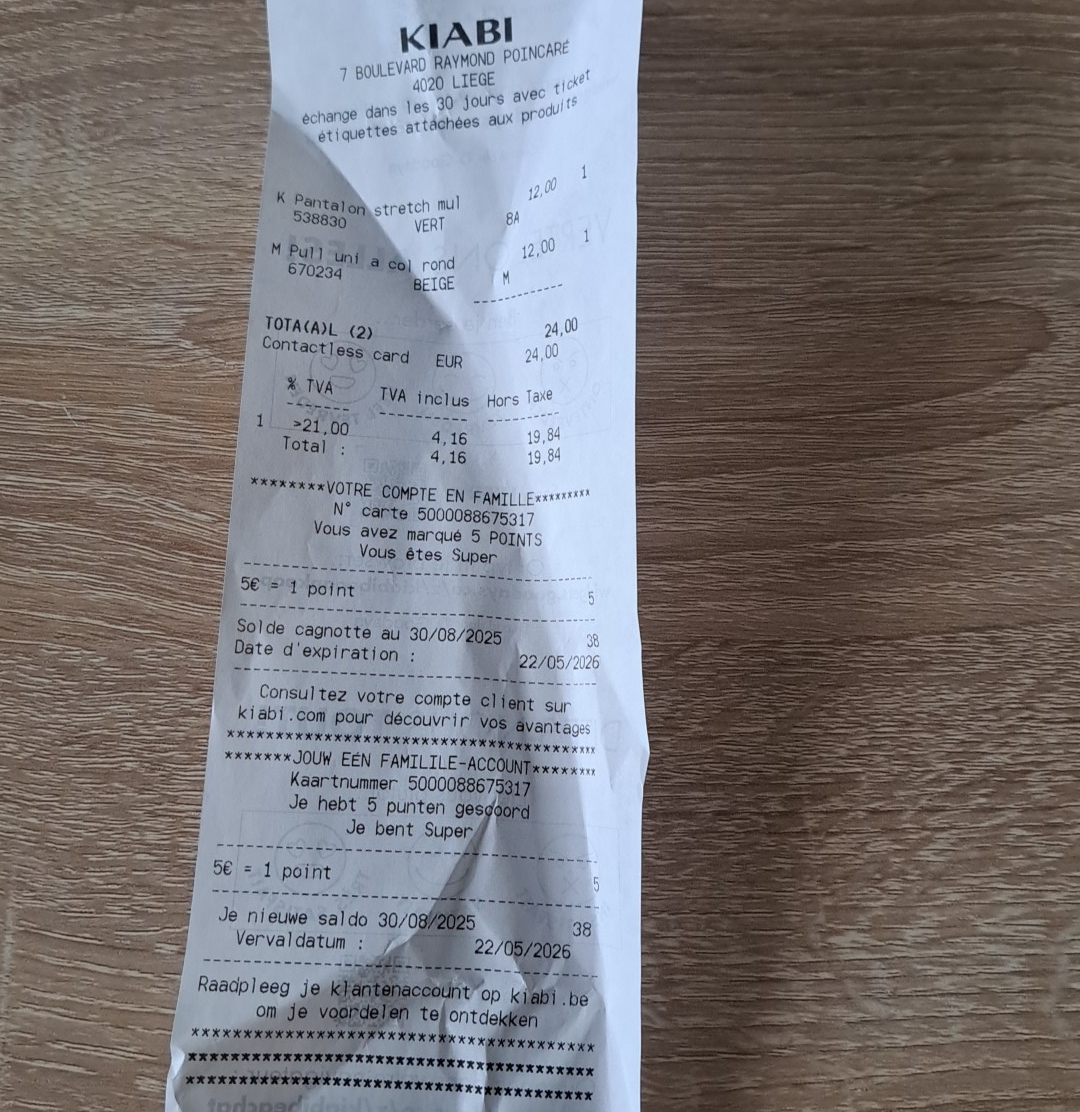 KIABI
7 BOULEVARD RAYMOND POINCARÉ
4020 LIEGE
échange dans les 30 jours avec ticket
étiquettes attachées aux produits
K Pantalon stretch mul 12,00 1
538830 VERT 8A
M Pull uni a col rond 12,00 1
670234 BEIGE M
TOTA(A)L (2) 24,00
Contactless card EUR 24,00
% TVA TVA inclus Hors Taxe
1 >21,00 4,16 19,84
Total : 4,16 19,84
********VOTRE COMPTE EN FAMILLE*********
N° carte 5000088675317
Vous avez marqué 5 POINTS
Vous êtes Super
5€ = 1 point 5
Solde cagnotte au 30/08/2025 38
Date d'expiration : 22/05/2026
Consultez votre compte client sur
kiabi.com pour découvrir vos avantages
****************************************
*******JOUW EÉN FAMILILE-ACCOUNT********
Kaartnummer 5000088675317
Je hebt 5 punten gescoord
Je bent Super
5€ = 1 point 5
Je nieuwe saldo 30/08/2025 38
Vervaldatum : 22/05/2026
Raadpleeg je klantenaccount op kiabi.be
om je voordelen te ontdekken
****************************************
****************************************
****************************************